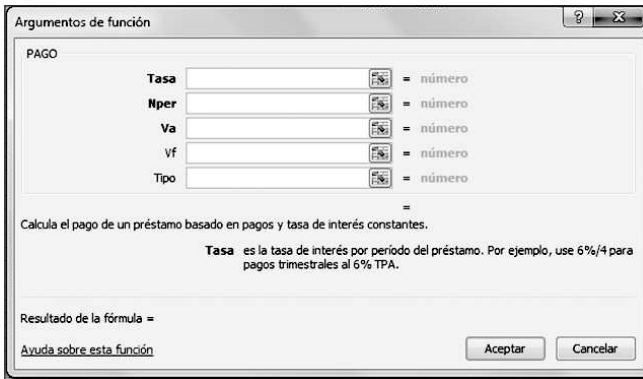 Argumentos de función
PAGO
Tasa = número
Nper = número
Va = número
Vf = número
Tipo = número
=
Calcula el pago de un préstamo basado en pagos y tasa de interés constantes.
Tasa es la tasa de interés por período del préstamo. Por ejemplo, use 6%/4 para
pagos trimestrales al 6% TPA.
Resultado de la fórmula =
Ayuda sobre esta función Aceptar Cancelar